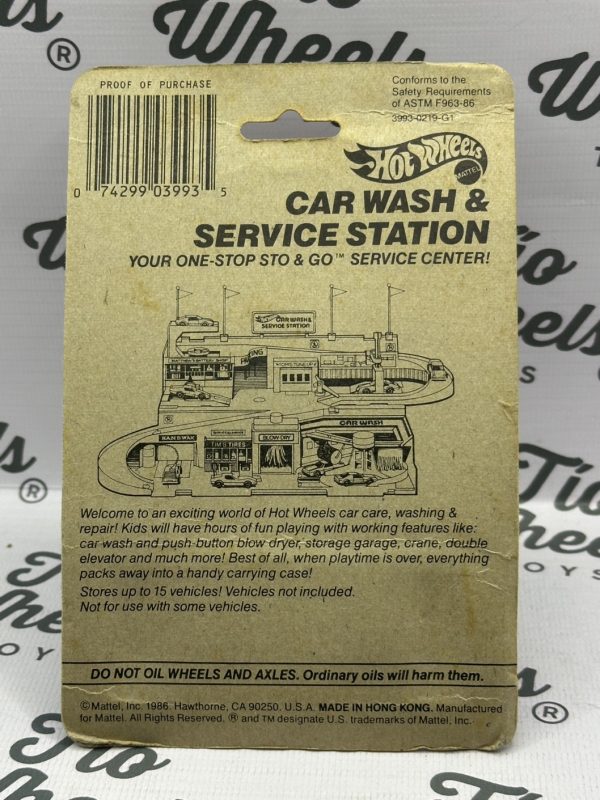 PROOF OF PURCHASE
0 74299 03993 5
Conforms to the
Safety Requirements
of ASTM F963-86
3993-0219-G1
HOT WHEELS
MATTEL
CAR WASH &
SERVICE STATION
YOUR ONE-STOP STO & GO™ SERVICE CENTER!
CAR WASH &
SERVICE STATION
CAR WASH
TIM'S TIRES
BLOW DRY
Welcome to an exciting world of Hot Wheels car care, washing &
repair! Kids will have hours of fun playing with working features like:
car wash and push-button blow dryer, storage garage, crane, double
elevator and much more! Best of all, when playtime is over, everything
packs away into a handy carrying case!
Stores up to 15 vehicles! Vehicles not included.
Not for use with some vehicles.
DO NOT OIL WHEELS AND AXLES. Ordinary oils will harm them.
© Mattel, Inc. 1986. Hawthorne, CA 90250. U.S.A. MADE IN HONG KONG. Manufactured
for Mattel. All Rights Reserved. ® and TM designate U.S. trademarks of Mattel, Inc.
Tio
Wheels ®
TOYS